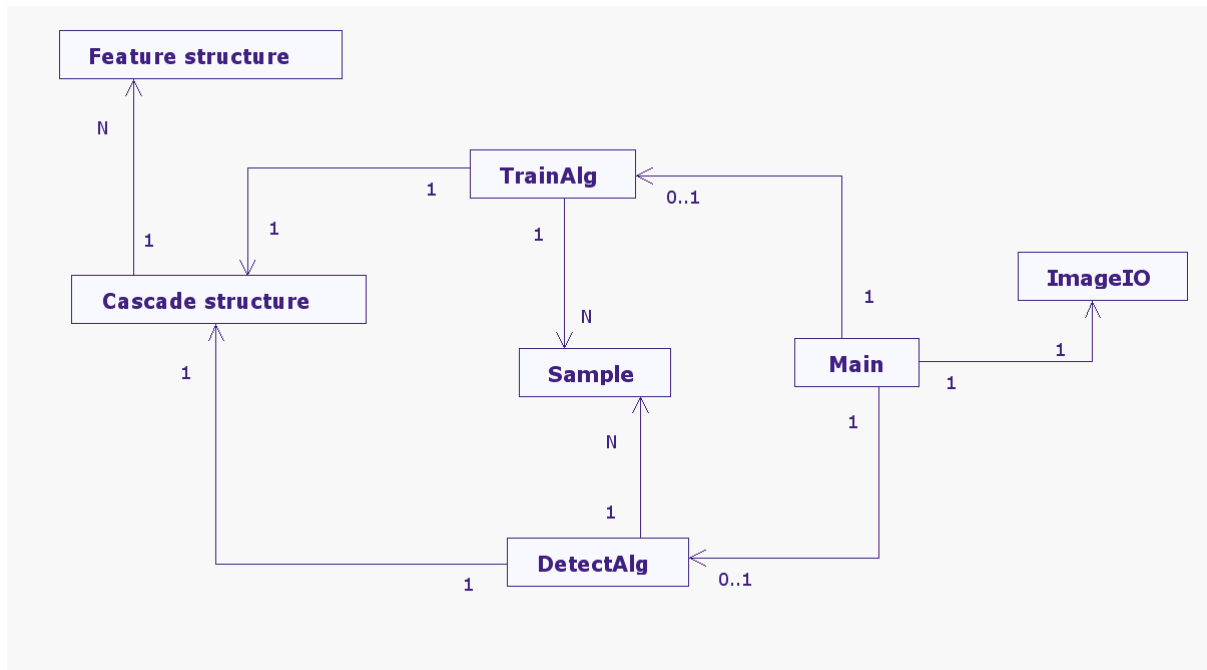 Feature structure
N
TrainAlg
1
0..1
1
1
1
ImageIO
Cascade structure
1
N
1
Main
1
Sample
1
1
N
1
DetectAlg
1
0..1